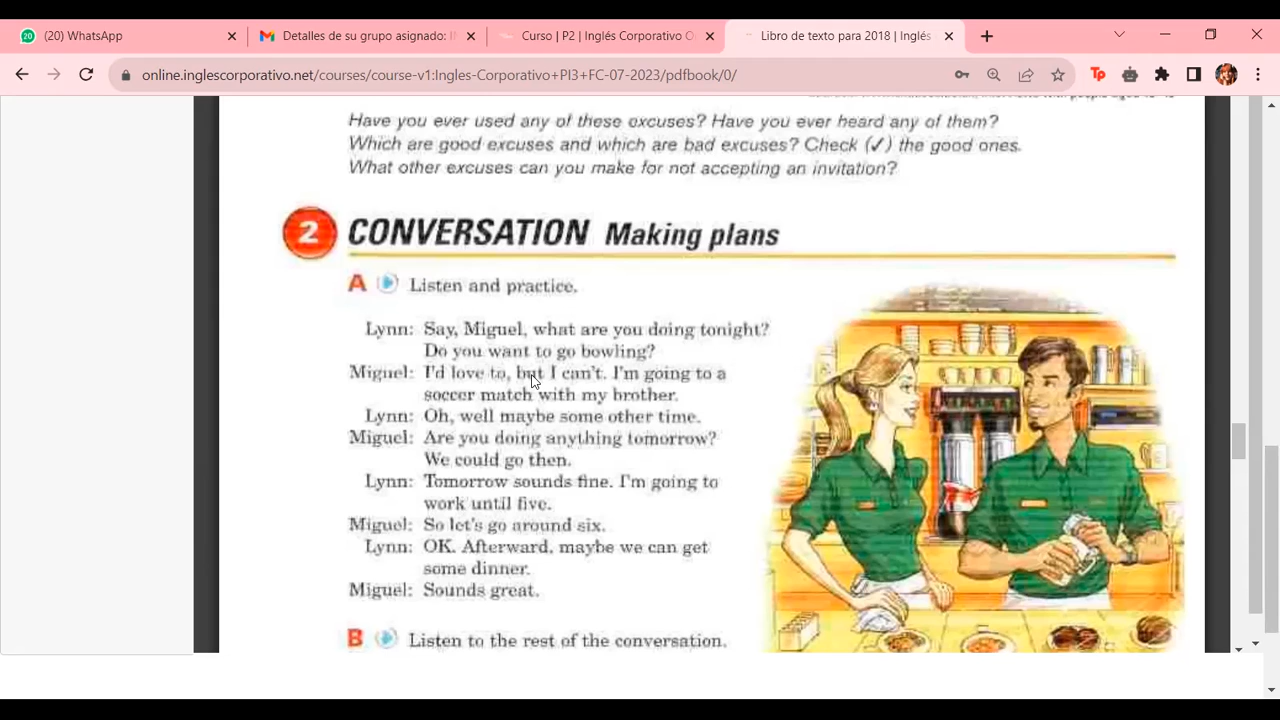 (20) WhatsApp
Detalles de su grupo asignado: I
Curso | P2 | Inglés Corporativo O
Libro de texto para 2018 | Inglés
online.inglescorporativo.net/courses/course-v1:Ingles-Corporativo+PI3+FC-07-2023/pdfbook/0/
Have you ever used any of these excuses? Have you ever heard any of them?
Which are good excuses and which are bad excuses? Check (✓) the good ones.
What other excuses can you make for not accepting an invitation?
2 CONVERSATION Making plans
A Listen and practice.
Lynn: Say, Miguel, what are you doing tonight?
Do you want to go bowling?
Miguel: I'd love to, but I can't. I'm going to a
soccer match with my brother.
Lynn: Oh, well maybe some other time.
Miguel: Are you doing anything tomorrow?
We could go then.
Lynn: Tomorrow sounds fine. I'm going to
work until five.
Miguel: So let's go around six.
Lynn: OK. Afterward, maybe we can get
some dinner.
Miguel: Sounds great.
B Listen to the rest of the conversation.